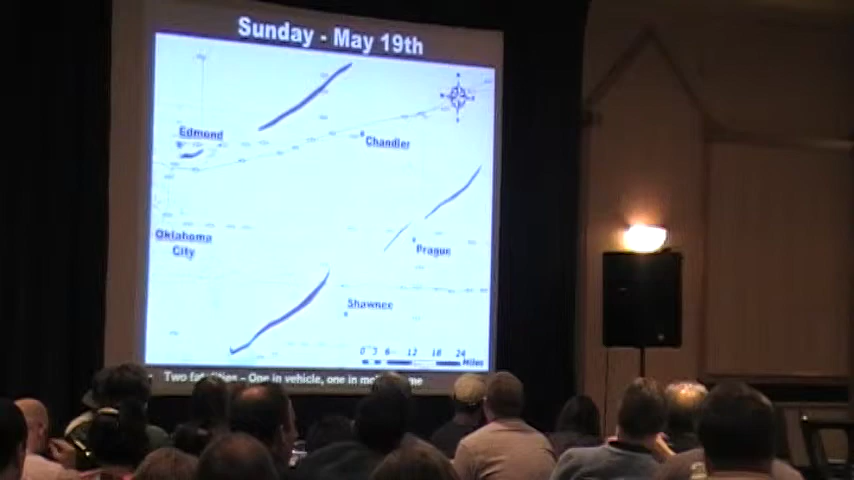 Sunday - May 19th
Edmond
Chandler
Oklahoma
City
Prague
Shawnee
0 3 6 12 18 24
Miles
Two fatalities - One in vehicle, one in mobile home